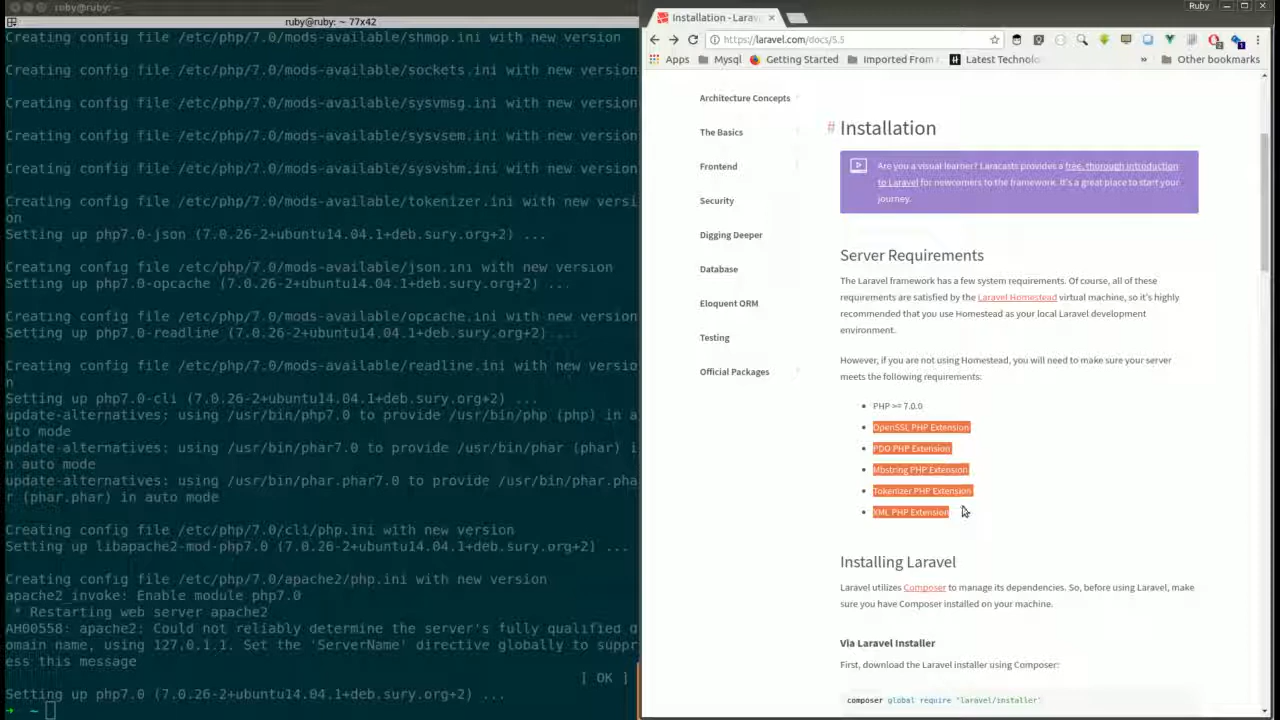 ruby@ruby: ~
ruby@ruby: ~ 77x42
Creating config file /etc/php/7.0/mods-available/shmop.ini with new version
Creating config file /etc/php/7.0/mods-available/sockets.ini with new version
Creating config file /etc/php/7.0/mods-available/sysvmsg.ini with new version
Creating config file /etc/php/7.0/mods-available/sysvsem.ini with new version
Creating config file /etc/php/7.0/mods-available/sysvshm.ini with new version
Creating config file /etc/php/7.0/mods-available/tokenizer.ini with new versi
on
Setting up php7.0-json (7.0.26-2+ubuntu14.04.1+deb.sury.org+2) ...
Creating config file /etc/php/7.0/mods-available/json.ini with new version
Setting up php7.0-opcache (7.0.26-2+ubuntu14.04.1+deb.sury.org+2) ...
Creating config file /etc/php/7.0/mods-available/opcache.ini with new version
Setting up php7.0-readline (7.0.26-2+ubuntu14.04.1+deb.sury.org+2) ...
Creating config file /etc/php/7.0/mods-available/readline.ini with new versio
n
Setting up php7.0-cli (7.0.26-2+ubuntu14.04.1+deb.sury.org+2) ...
update-alternatives: using /usr/bin/php7.0 to provide /usr/bin/php (php) in a
uto mode
update-alternatives: using /usr/bin/phar7.0 to provide /usr/bin/phar (phar) i
n auto mode
update-alternatives: using /usr/bin/phar.phar7.0 to provide /usr/bin/phar.pha
r (phar.phar) in auto mode
Creating config file /etc/php/7.0/cli/php.ini with new version
Setting up libapache2-mod-php7.0 (7.0.26-2+ubuntu14.04.1+deb.sury.org+2) ...
Creating config file /etc/php/7.0/apache2/php.ini with new version
apache2_invoke: Enable module php7.0
* Restarting web server apache2
AH00558: apache2: Could not reliably determine the server's fully qualified d
omain name, using 127.0.1.1. Set the 'ServerName' directive globally to suppr
ess this message
[ OK ]
Setting up php7.0 (7.0.26-2+ubuntu14.04.1+deb.sury.org+2) ...
→ ~
Installation - Larav
Ruby
https://laravel.com/docs/5.5
Apps
Mysql
Getting Started
Imported From
Latest Technolo
»
Other bookmarks
Architecture Concepts
The Basics
Frontend
Security
Digging Deeper
Database
Eloquent ORM
Testing
Official Packages
# Installation
Are you a visual learner? Laracasts provides a free, thorough introduction
to Laravel for newcomers to the framework. It's a great place to start your
journey.
Server Requirements
The Laravel framework has a few system requirements. Of course, all of these
requirements are satisfied by the Laravel Homestead virtual machine, so it's highly
recommended that you use Homestead as your local Laravel development
environment.
However, if you are not using Homestead, you will need to make sure your server
meets the following requirements:
PHP >= 7.0.0
OpenSSL PHP Extension
PDO PHP Extension
Mbstring PHP Extension
Tokenizer PHP Extension
XML PHP Extension
Installing Laravel
Laravel utilizes Composer to manage its dependencies. So, before using Laravel, make
sure you have Composer installed on your machine.
Via Laravel Installer
First, download the Laravel installer using Composer:
composer global require "laravel/installer"